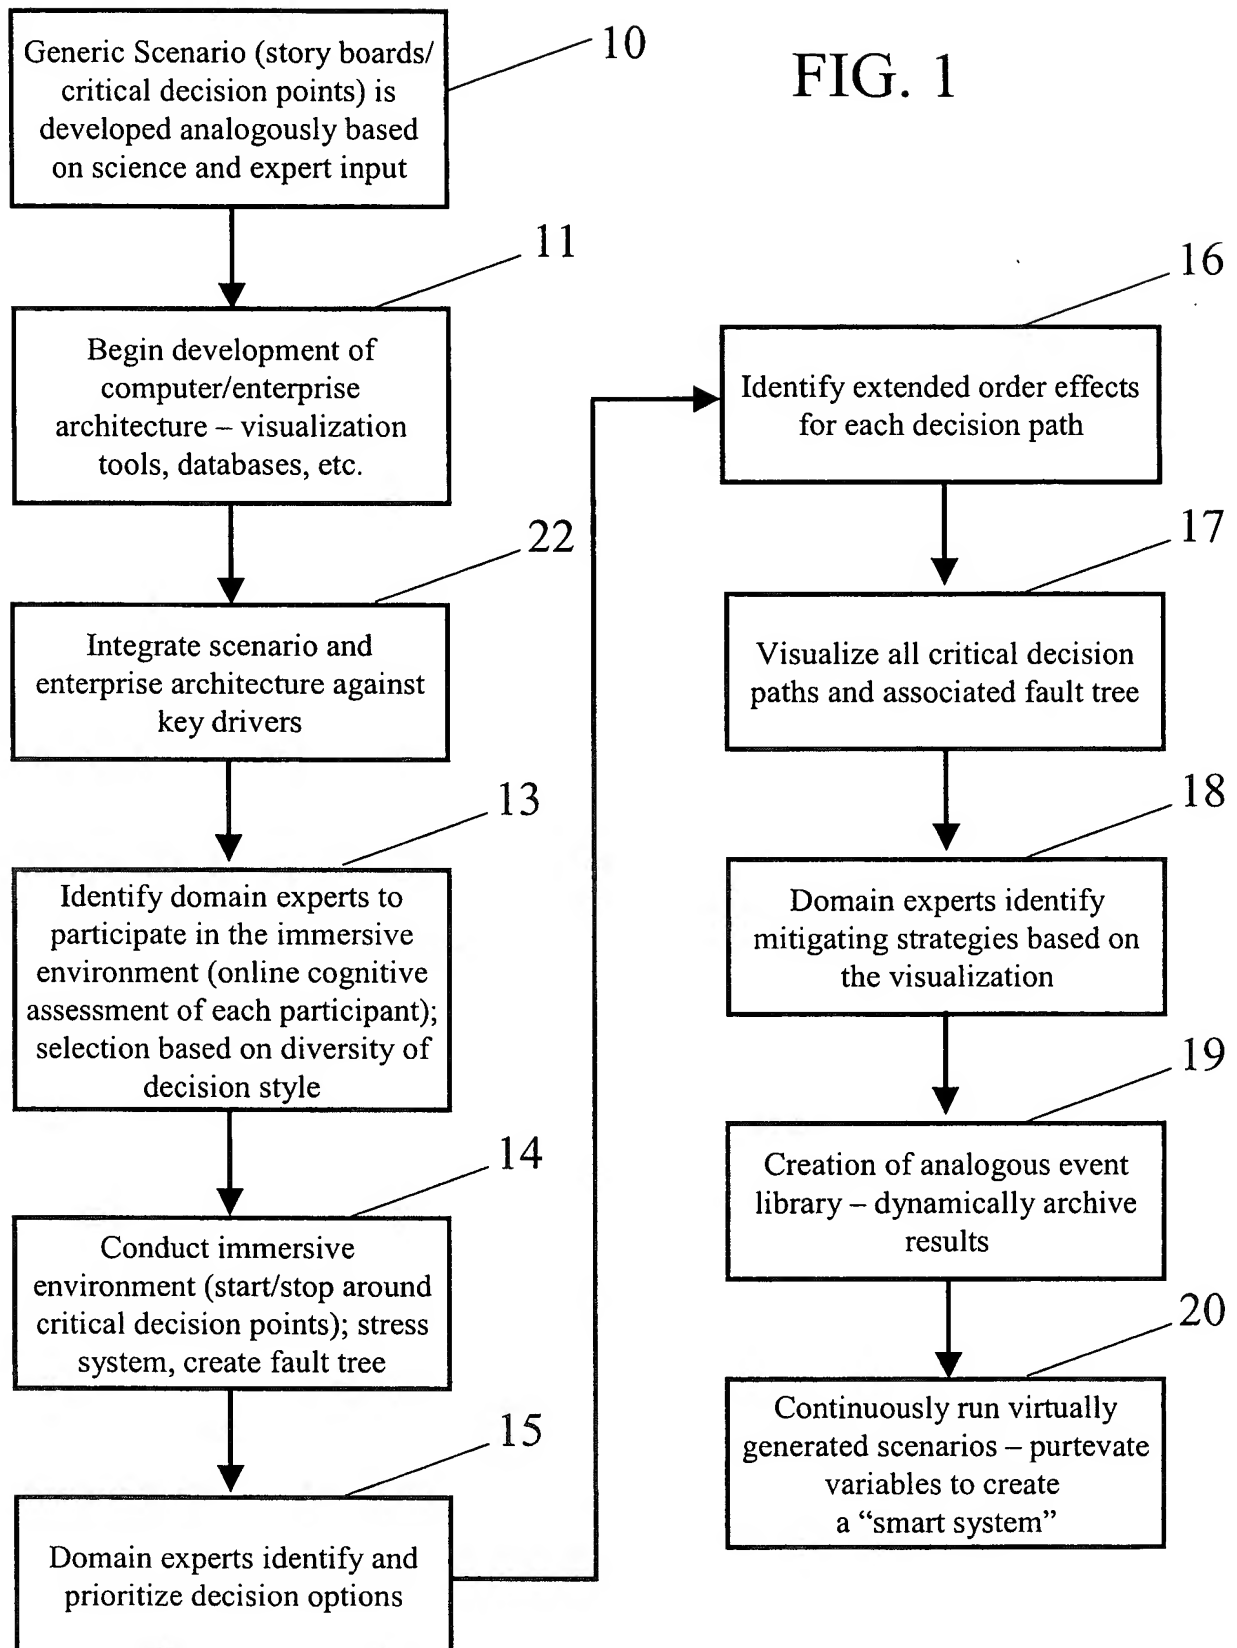 FIG. 1
10
Generic Scenario (story boards/
critical decision points) is
developed analogously based
on science and expert input
11
Begin development of
computer/enterprise
architecture – visualization
tools, databases, etc.
22
Integrate scenario and
enterprise architecture against
key drivers
13
Identify domain experts to
participate in the immersive
environment (online cognitive
assessment of each participant);
selection based on diversity of
decision style
14
Conduct immersive
environment (start/stop around
critical decision points); stress
system, create fault tree
15
Domain experts identify and
prioritize decision options
16
Identify extended order effects
for each decision path
17
Visualize all critical decision
paths and associated fault tree
18
Domain experts identify
mitigating strategies based on
the visualization
19
Creation of analogous event
library – dynamically archive
results
20
Continuously run virtually
generated scenarios – purtevate
variables to create
a “smart system”